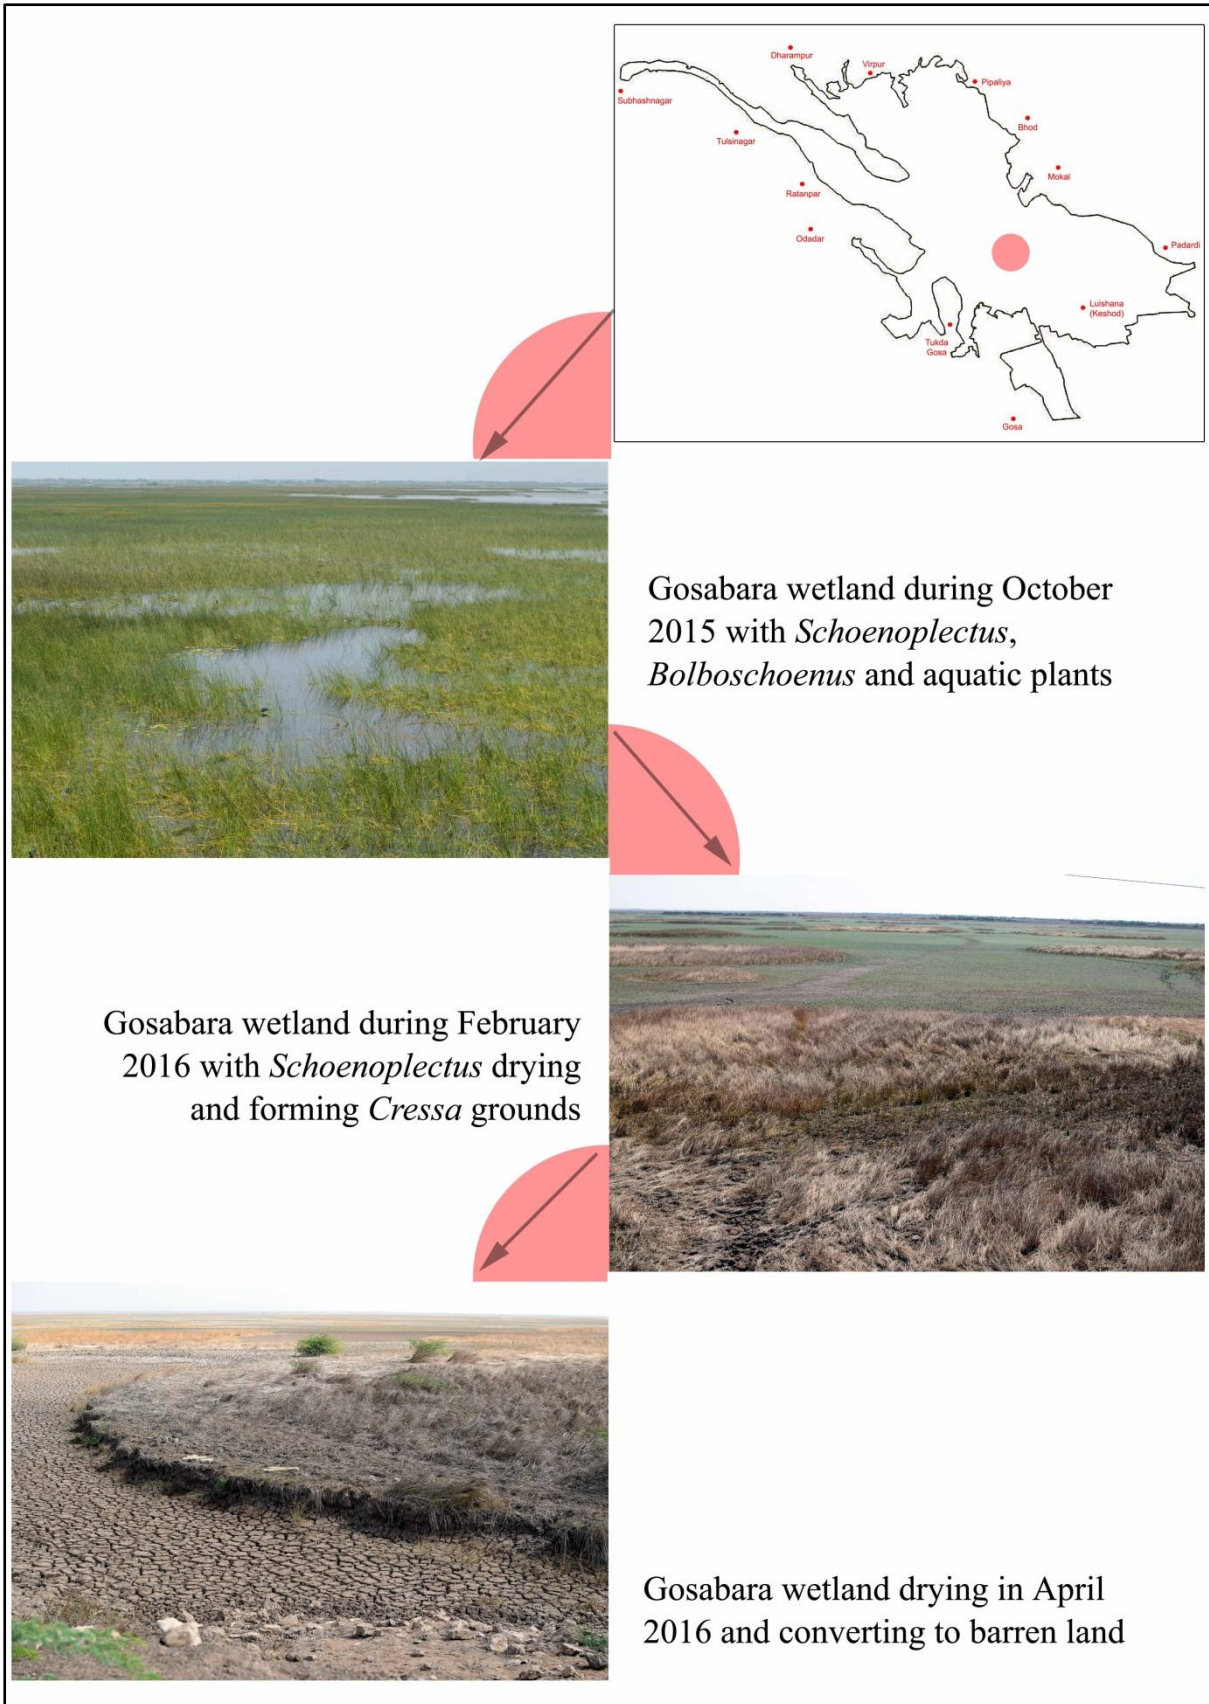 Dharampur
Virpur
Pipaliya
Subhashnagar
Bhod
Tulsinagar
Mokal
Ratanpar
Odadar
Padardi
Luishana
(Keshod)
Tukda
Gosa
Gosa
Gosabara wetland during October
2015 with Schoenoplectus,
Bolboschoenus and aquatic plants
Gosabara wetland during February
2016 with Schoenoplectus drying
and forming Cressa grounds
Gosabara wetland drying in April
2016 and converting to barren land